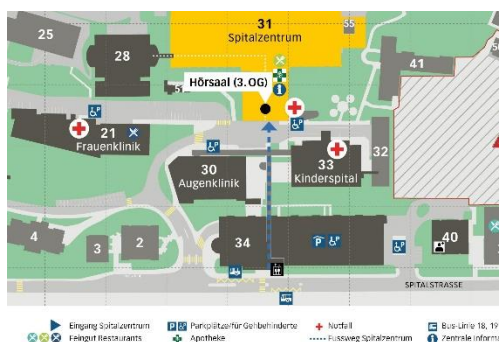 31
Spitalzentrum
55
25
28
41
Hörsaal (3. OG)
21
Frauenklinik
30
Augenklinik
33
Kinderspital
32
4
3
2
34
P
40
SPITALSTRASSE
Eingang Spitalzentrum
Parkplätze für Gehbehinderte
Notfall
Bus-Linie 18, 19
Feingut Restaurants
Apotheke
Fussweg Spitalzentrum
Zentrale Inform